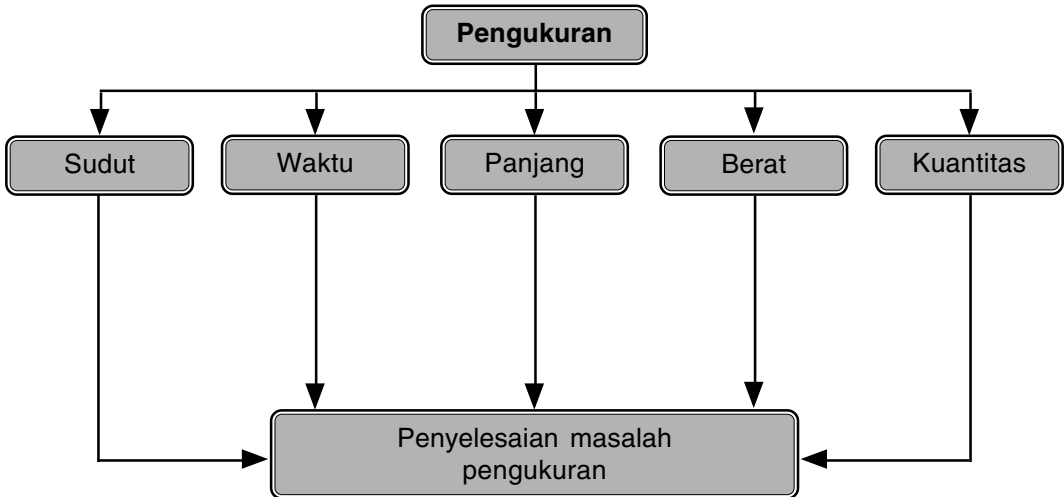 Pengukuran
Sudut
Waktu
Panjang
Berat
Kuantitas
Penyelesaian masalah
pengukuran